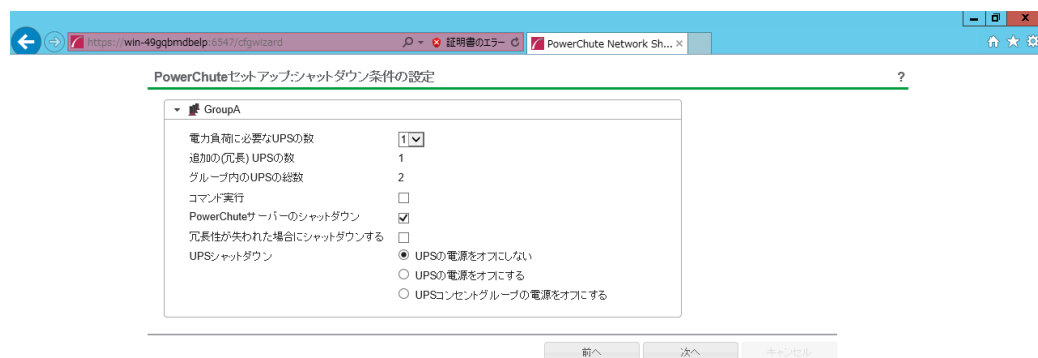 https://win-49gqbmdbelp:6547/cfgwizard 証明書のエラー PowerChute Network Sh... ×
PowerChuteセットアップ:シャットダウン条件の設定 ?
GroupA
電力負荷に必要なUPSの数 1
追加の(冗長) UPSの数 1
グループ内のUPSの総数 2
コマンド実行
PowerChuteサーバーのシャットダウン
冗長性が失われた場合にシャットダウンする
UPSシャットダウン UPSの電源をオフにしない
UPSの電源をオフにする
UPSコンセントグループの電源をオフにする
前へ 次へ キャンセル